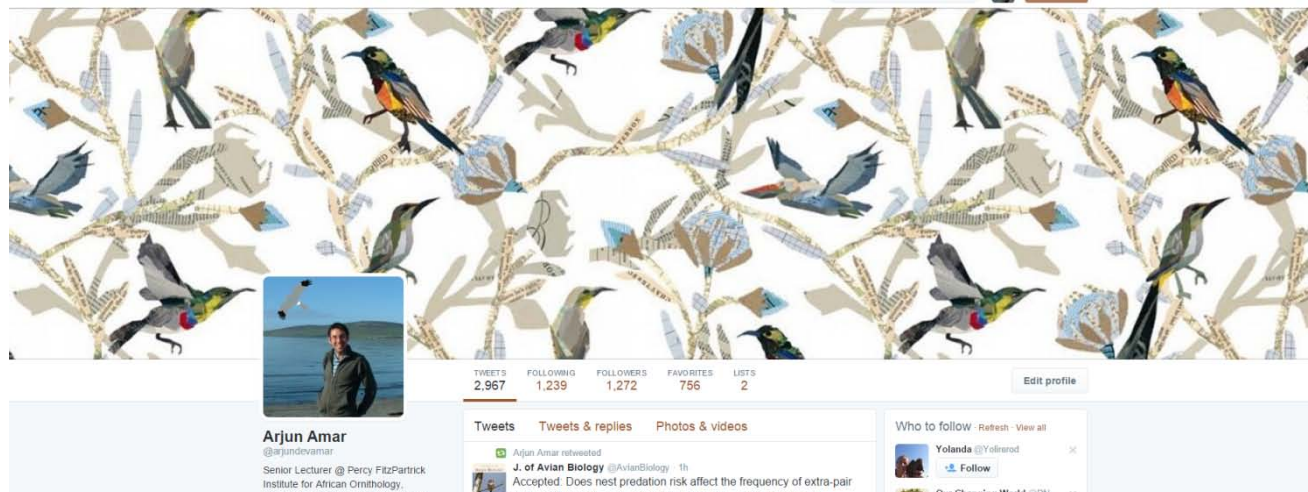 TWEETS FOLLOWING FOLLOWERS FAVORITES LISTS
2,967 1,239 1,272 756 2
Edit profile
Arjun Amar
@arjundevamar
Senior Lecturer @ Percy FitzPartrick
Institute for African Ornithology.
Tweets Tweets & replies Photos & videos
Arjun Amar retweeted
J. of Avian Biology @AvianBiology · 1h
Accepted: Does nest predation risk affect the frequency of extra-pair
Who to follow · Refresh · View all
Yolanda @Yolirerod
Follow